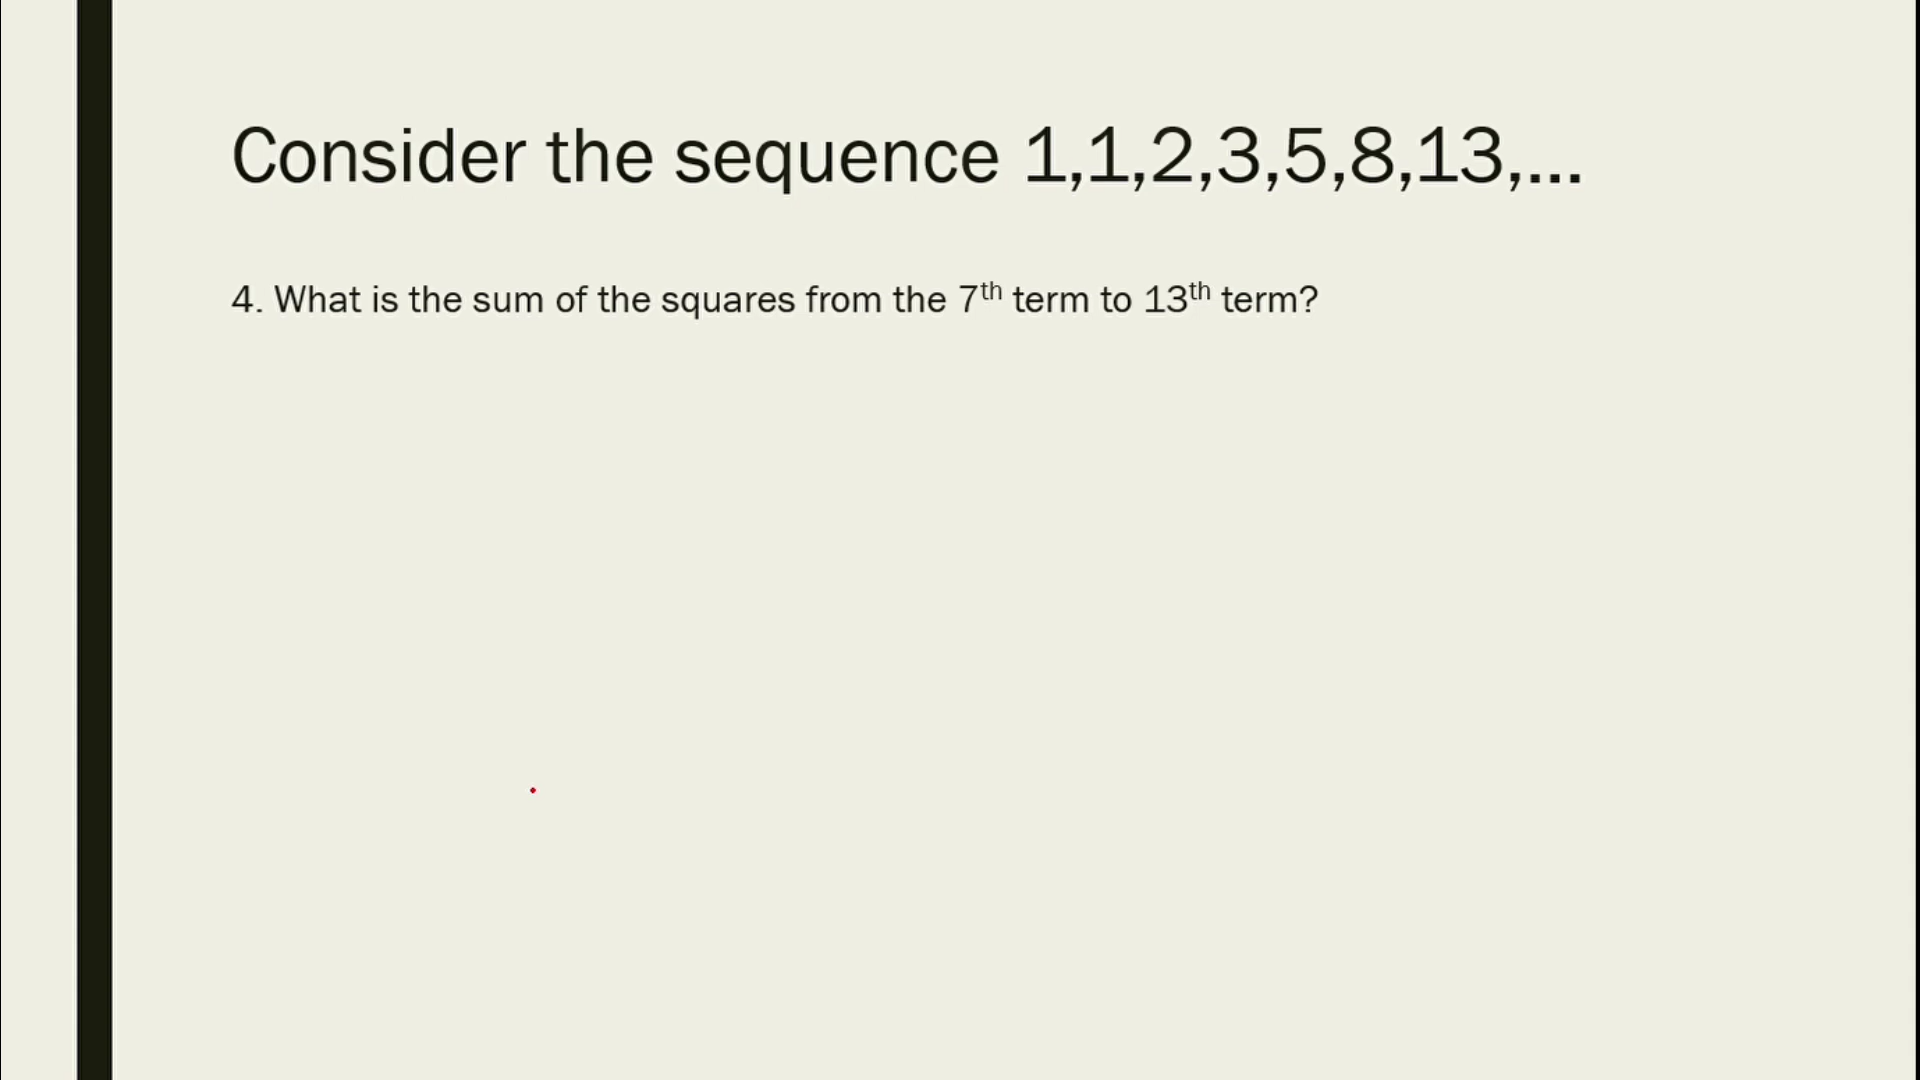 Consider the sequence 1,1,2,3,5,8,13,...
4. What is the sum of the squares from the 7th term to 13th term?